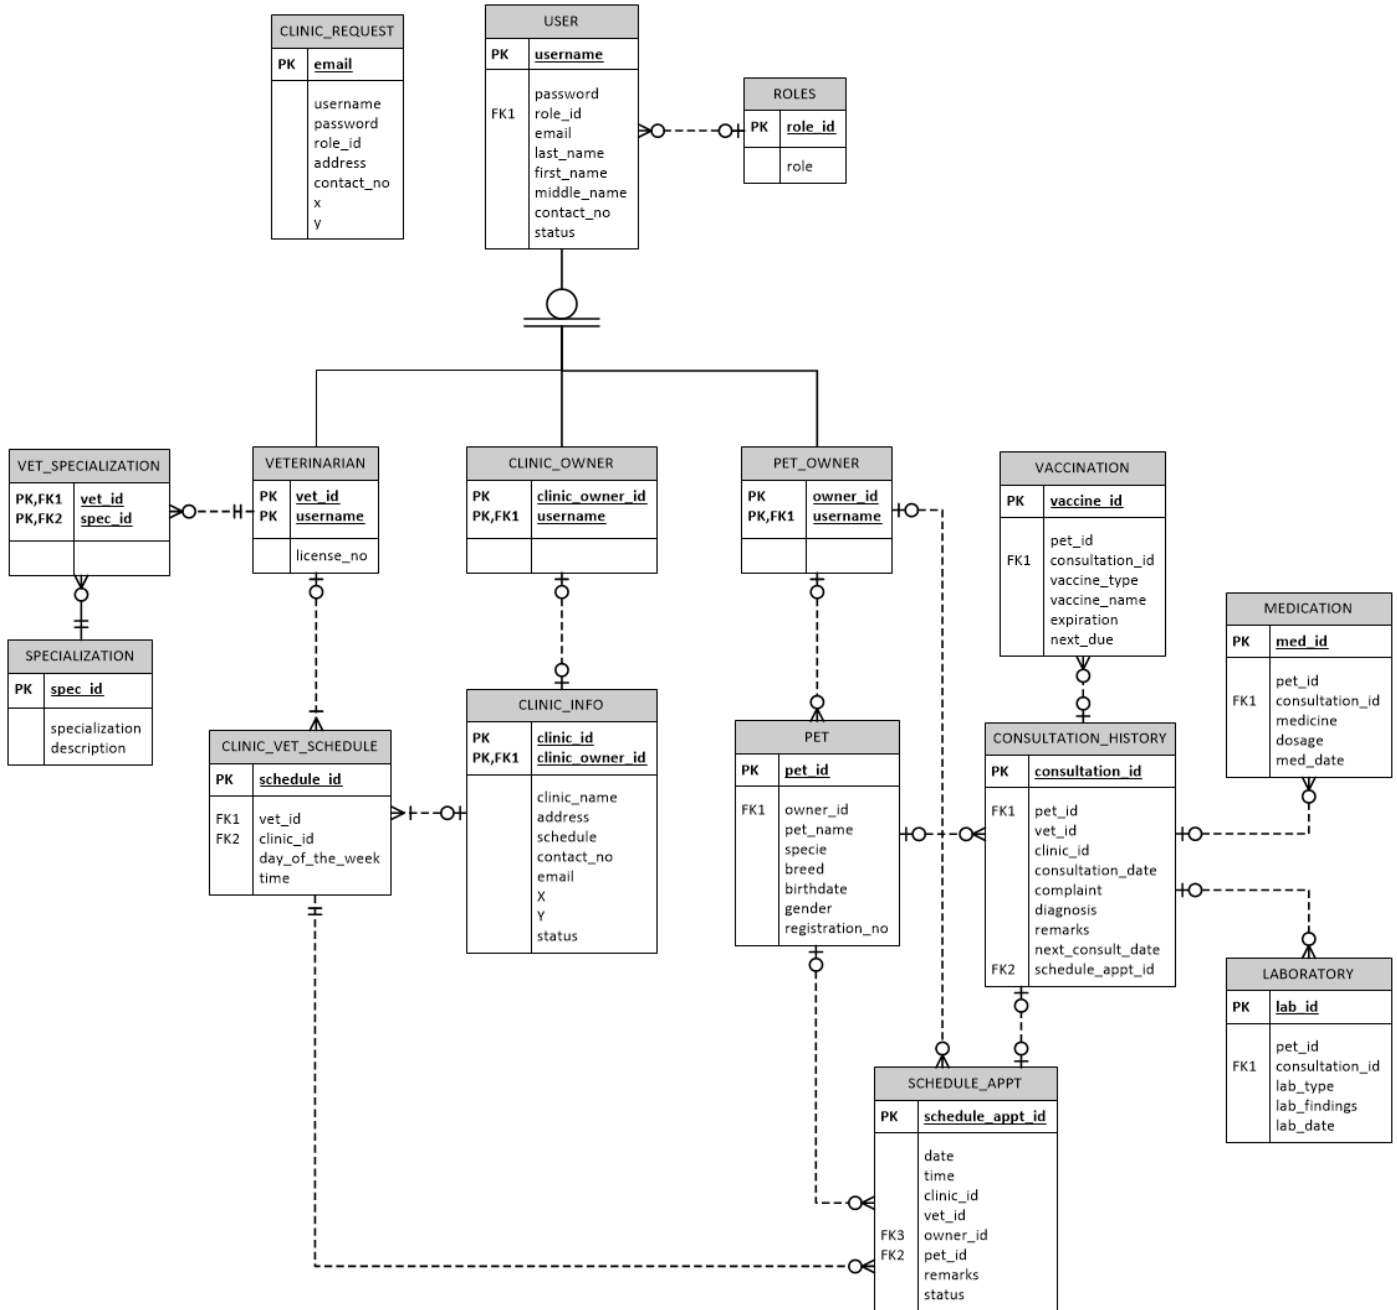 CLINIC_REQUEST
PK email
username
password
role_id
address
contact_no
x
y
USER
PK username
password
FK1 role_id
email
last_name
first_name
middle_name
contact_no
status
ROLES
PK role_id
role
VET_SPECIALIZATION
PK,FK1 vet_id
PK,FK2 spec_id
VETERINARIAN
PK vet_id
PK username
license_no
CLINIC_OWNER
PK clinic_owner_id
PK,FK1 username
PET_OWNER
PK owner_id
PK,FK1 username
VACCINATION
PK vaccine_id
pet_id
FK1 consultation_id
vaccine_type
vaccine_name
expiration
next_due
MEDICATION
PK med_id
pet_id
FK1 consultation_id
medicine
dosage
med_date
SPECIALIZATION
PK spec_id
specialization
description
CLINIC_VET_SCHEDULE
PK schedule_id
FK1 vet_id
FK2 clinic_id
day_of_the_week
time
CLINIC_INFO
PK clinic_id
PK,FK1 clinic_owner_id
clinic_name
address
schedule
contact_no
email
X
Y
status
PET
PK pet_id
FK1 owner_id
pet_name
specie
breed
birthdate
gender
registration_no
CONSULTATION_HISTORY
PK consultation_id
FK1 pet_id
vet_id
clinic_id
consultation_date
complaint
diagnosis
remarks
next_consult_date
FK2 schedule_appt_id
LABORATORY
PK lab_id
pet_id
FK1 consultation_id
lab_type
lab_findings
lab_date
SCHEDULE_APPT
PK schedule_appt_id
date
time
clinic_id
vet_id
FK3 owner_id
FK2 pet_id
remarks
status